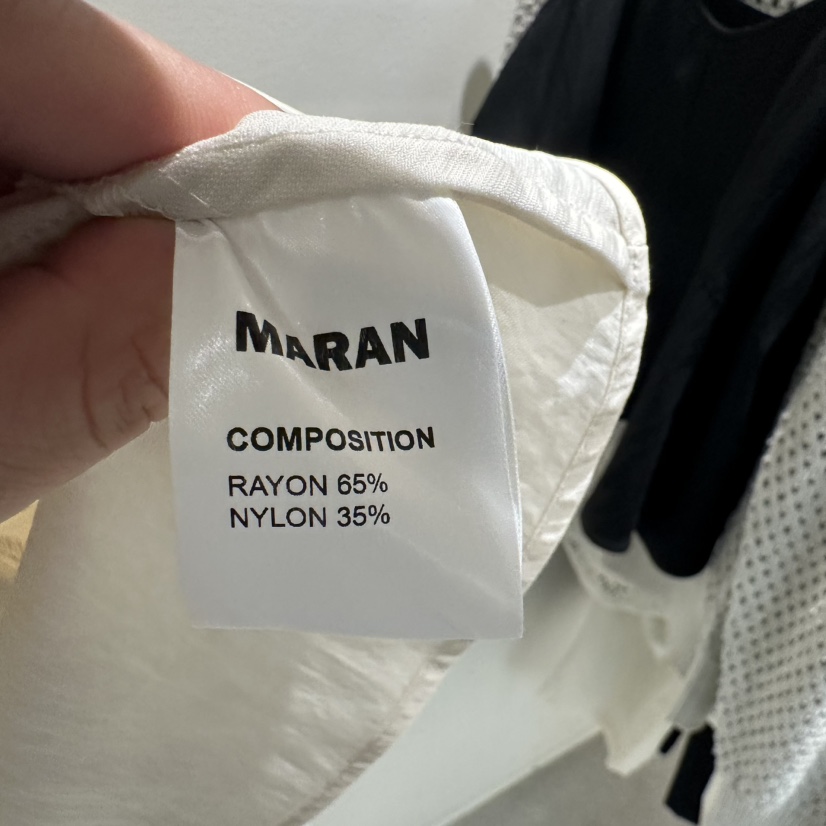 MARAN
COMPOSITION
RAYON 65%
NYLON 35%